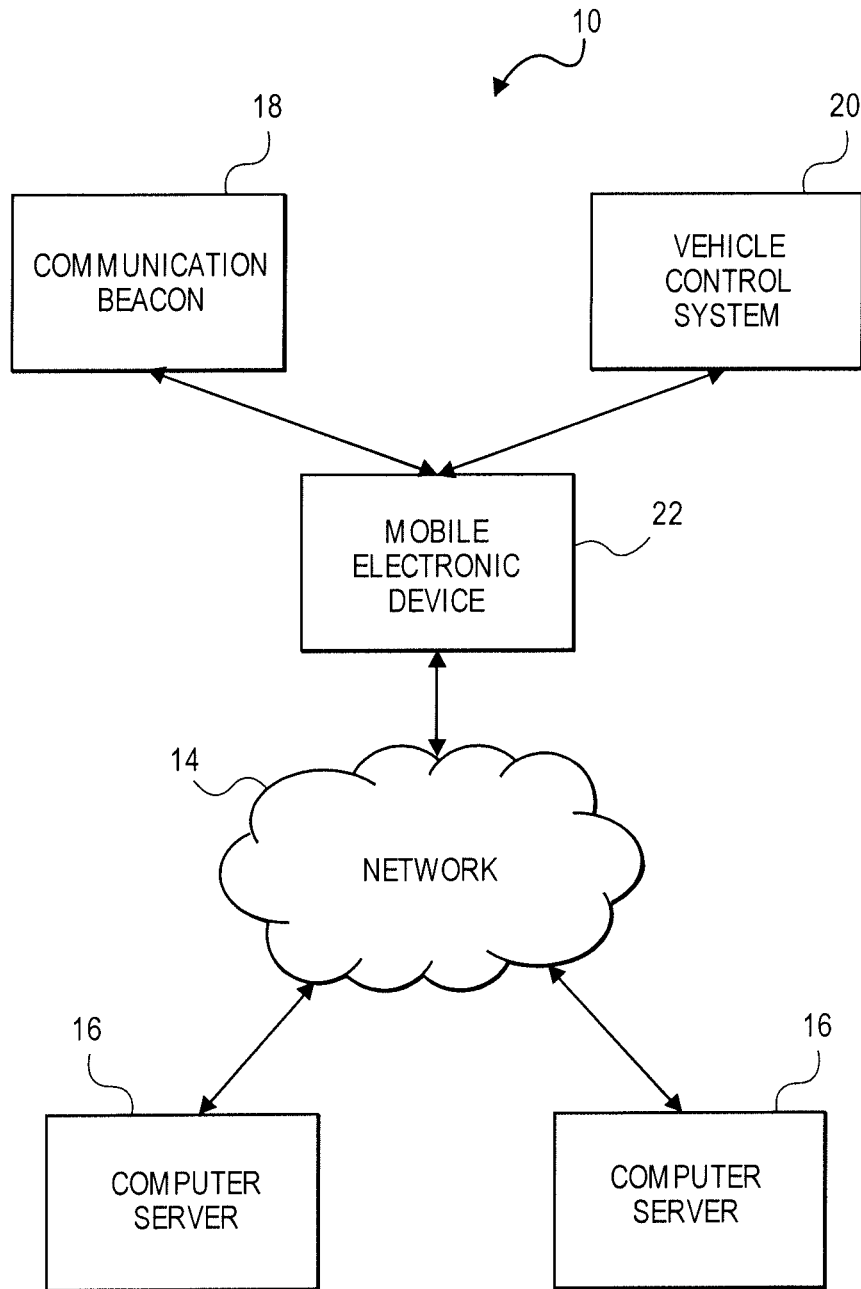 10
18
20
COMMUNICATION
BEACON
VEHICLE
CONTROL
SYSTEM
22
MOBILE
ELECTRONIC
DEVICE
14
NETWORK
16
16
COMPUTER
SERVER
COMPUTER
SERVER